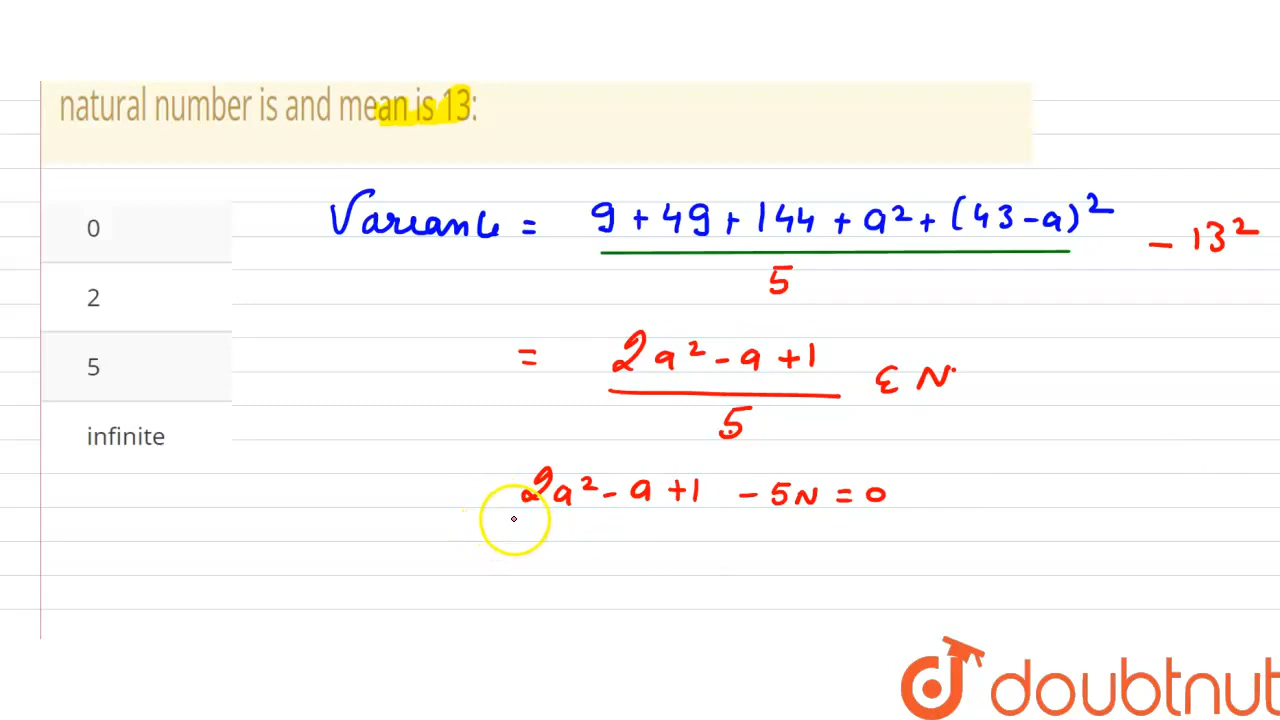 natural number is and mean is 13:
Variance = 9 + 49 + 144 + a² + (43 - a)² / 5 - 13²
0
2
= 2a² - a + 1 / 5 ε N.
5
infinite
2a² - a + 1 - 5N = 0
doubtnut